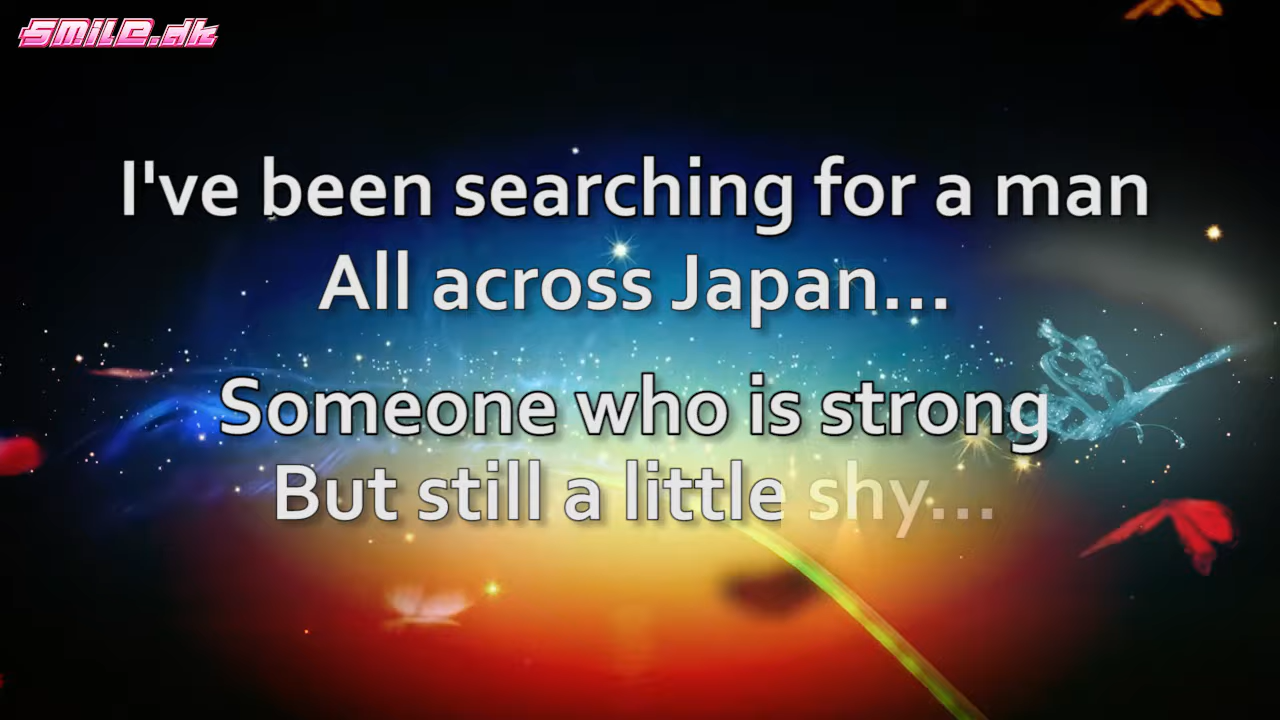 SMILE.dk
I've been searching for a man
All across Japan...
Someone who is strong
But still a little shy...